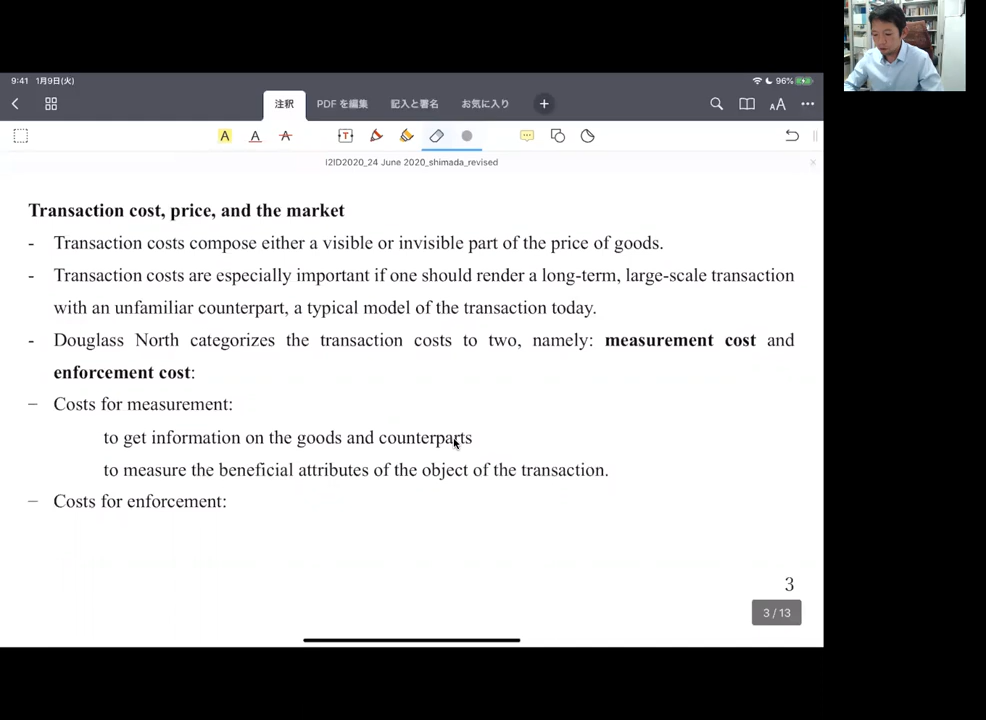 9:41 1月9日(火) 96%
注釈 PDF を編集 記入と署名 お気に入り
I2ID2020_24 June 2020_shimada_revised
Transaction cost, price, and the market
- Transaction costs compose either a visible or invisible part of the price of goods.
- Transaction costs are especially important if one should render a long-term, large-scale transaction
with an unfamiliar counterpart, a typical model of the transaction today.
- Douglass North categorizes the transaction costs to two, namely: measurement cost and
enforcement cost:
– Costs for measurement:
to get information on the goods and counterparts
to measure the beneficial attributes of the object of the transaction.
– Costs for enforcement:
3
3 / 13